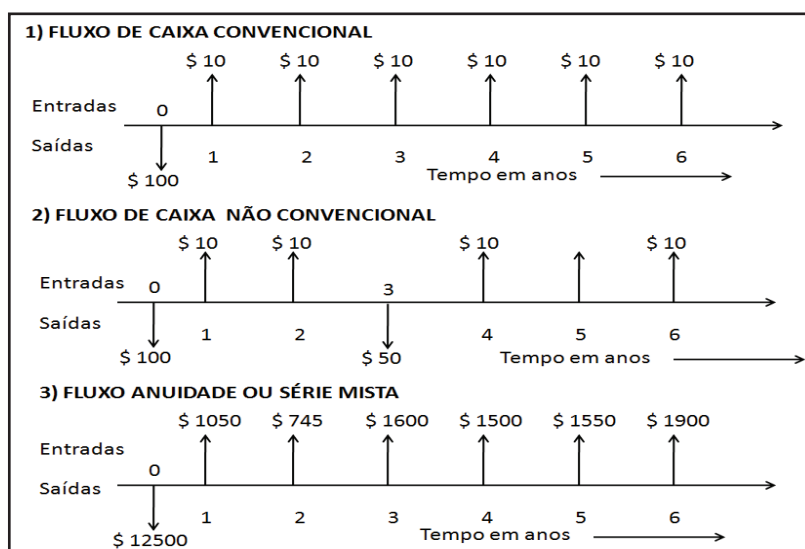 1) FLUXO DE CAIXA CONVENCIONAL
$ 10 $ 10 $ 10 $ 10 $ 10 $ 10
Entradas 0
Saídas
1 2 3 4 5 6
$ 100 Tempo em anos
2) FLUXO DE CAIXA NÃO CONVENCIONAL
$ 10 $ 10 $ 10 $ 10
Entradas 0 3
Saídas
1 2 4 5 6
$ 100 $ 50 Tempo em anos
3) FLUXO ANUIDADE OU SÉRIE MISTA
$ 1050 $ 745 $ 1600 $ 1500 $ 1550 $ 1900
Entradas
0
Saídas
1 2 3 4 5 6
$ 12500 Tempo em anos